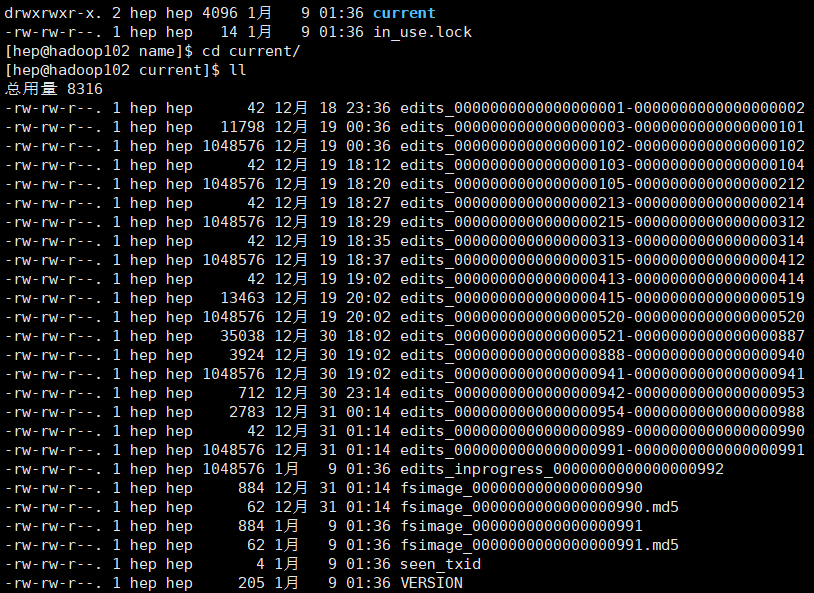 drwxrwxr-x. 2 hep hep 4096 1月   9 01:36 current
-rw-rw-r--. 1 hep hep   14 1月   9 01:36 in_use.lock
[hep@hadoop102 name]$ cd current/
[hep@hadoop102 current]$ ll
总用量 8316
-rw-rw-r--. 1 hep hep      42 12月 18 23:36 edits_0000000000000000001-0000000000000000002
-rw-rw-r--. 1 hep hep   11798 12月 19 00:36 edits_0000000000000000003-0000000000000000101
-rw-rw-r--. 1 hep hep 1048576 12月 19 00:36 edits_0000000000000000102-0000000000000000102
-rw-rw-r--. 1 hep hep      42 12月 19 18:12 edits_0000000000000000103-0000000000000000104
-rw-rw-r--. 1 hep hep 1048576 12月 19 18:20 edits_0000000000000000105-0000000000000000212
-rw-rw-r--. 1 hep hep      42 12月 19 18:27 edits_0000000000000000213-0000000000000000214
-rw-rw-r--. 1 hep hep 1048576 12月 19 18:29 edits_0000000000000000215-0000000000000000312
-rw-rw-r--. 1 hep hep      42 12月 19 18:35 edits_0000000000000000313-0000000000000000314
-rw-rw-r--. 1 hep hep 1048576 12月 19 18:37 edits_0000000000000000315-0000000000000000412
-rw-rw-r--. 1 hep hep      42 12月 19 19:02 edits_0000000000000000413-0000000000000000414
-rw-rw-r--. 1 hep hep   13463 12月 19 20:02 edits_0000000000000000415-0000000000000000519
-rw-rw-r--. 1 hep hep 1048576 12月 19 20:02 edits_0000000000000000520-0000000000000000520
-rw-rw-r--. 1 hep hep   35038 12月 30 18:02 edits_0000000000000000521-0000000000000000887
-rw-rw-r--. 1 hep hep    3924 12月 30 19:02 edits_0000000000000000888-0000000000000000940
-rw-rw-r--. 1 hep hep 1048576 12月 30 19:02 edits_0000000000000000941-0000000000000000941
-rw-rw-r--. 1 hep hep     712 12月 30 23:14 edits_0000000000000000942-0000000000000000953
-rw-rw-r--. 1 hep hep    2783 12月 31 00:14 edits_0000000000000000954-0000000000000000988
-rw-rw-r--. 1 hep hep      42 12月 31 01:14 edits_0000000000000000989-0000000000000000990
-rw-rw-r--. 1 hep hep 1048576 12月 31 01:14 edits_0000000000000000991-0000000000000000991
-rw-rw-r--. 1 hep hep 1048576 1月   9 01:36 edits_inprogress_0000000000000000992
-rw-rw-r--. 1 hep hep     884 12月 31 01:14 fsimage_0000000000000000990
-rw-rw-r--. 1 hep hep      62 12月 31 01:14 fsimage_0000000000000000990.md5
-rw-rw-r--. 1 hep hep     884 1月   9 01:36 fsimage_0000000000000000991
-rw-rw-r--. 1 hep hep      62 1月   9 01:36 fsimage_0000000000000000991.md5
-rw-rw-r--. 1 hep hep       4 1月   9 01:36 seen_txid
-rw-rw-r--. 1 hep hep     205 1月   9 01:36 VERSION